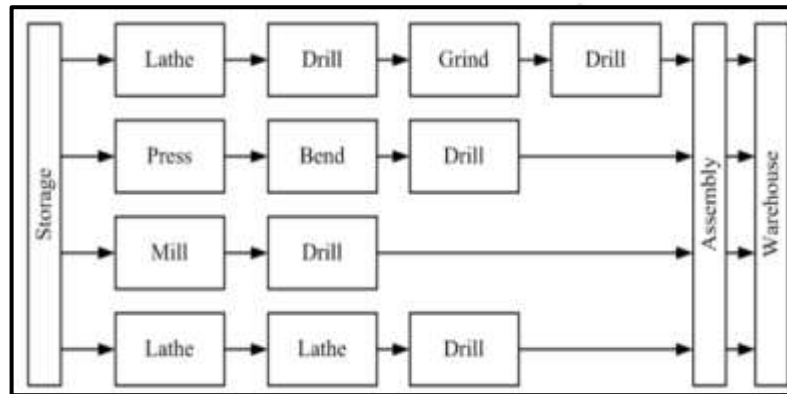 Storage
Lathe
Drill
Grind
Drill
Press
Bend
Drill
Mill
Drill
Lathe
Lathe
Drill
Assembly
Warehouse